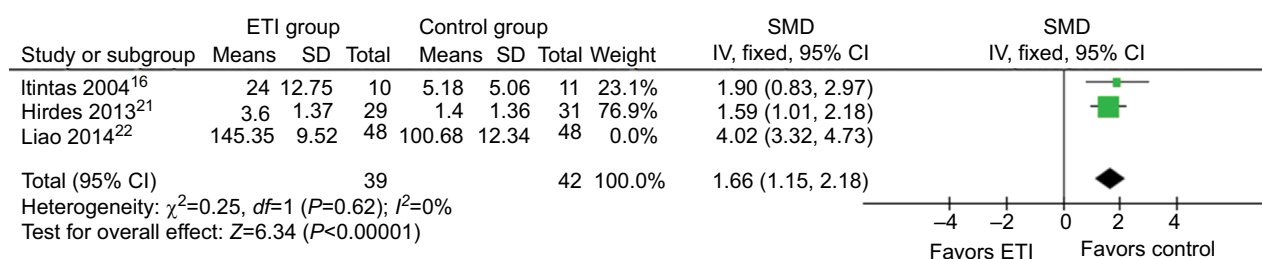 ETI group Control group SMD SMD
Study or subgroup Means SD Total Means SD Total Weight IV, fixed, 95% CI IV, fixed, 95% CI
Itintas 2004¹⁶ 24 12.75 10 5.18 5.06 11 23.1% 1.90 (0.83, 2.97)
Hirdes 2013²¹ 3.6 1.37 29 1.4 1.36 31 76.9% 1.59 (1.01, 2.18)
Liao 2014²² 145.35 9.52 48 100.68 12.34 48 0.0% 4.02 (3.32, 4.73)
Total (95% CI) 39 42 100.0% 1.66 (1.15, 2.18)
Heterogeneity: χ²=0.25, df=1 (P=0.62); I²=0%
Test for overall effect: Z=6.34 (P<0.00001)
–4 –2 0 2 4
Favors ETI Favors control